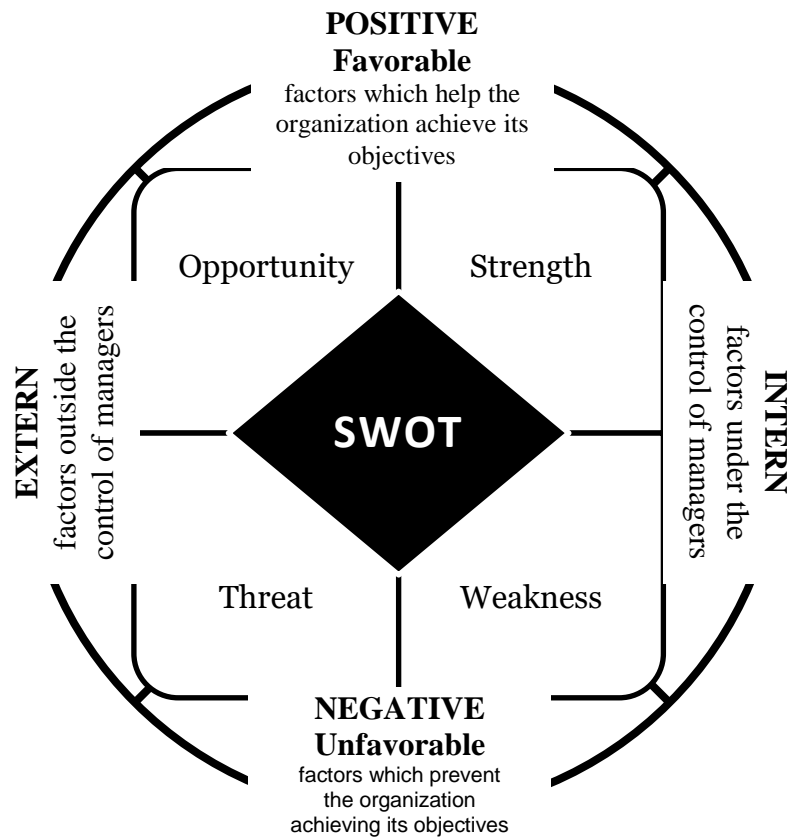 POSITIVE
Favorable
factors which help the
organization achieve its
objectives
Opportunity
Strength
EXTERN
factors outside the
control of managers
SWOT
INTERN
factors under the
control of managers
Threat
Weakness
NEGATIVE
Unfavorable
factors which prevent
the organization
achieving its objectives